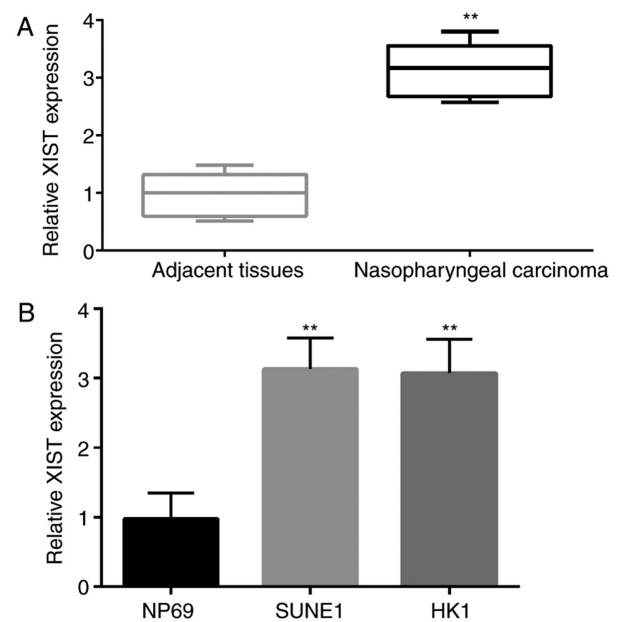 A
Relative XIST expression
4
3
2
1
0
**
Adjacent tissues
Nasopharyngeal carcinoma
B
Relative XIST expression
4
3
2
1
0
**
**
NP69
SUNE1
HK1